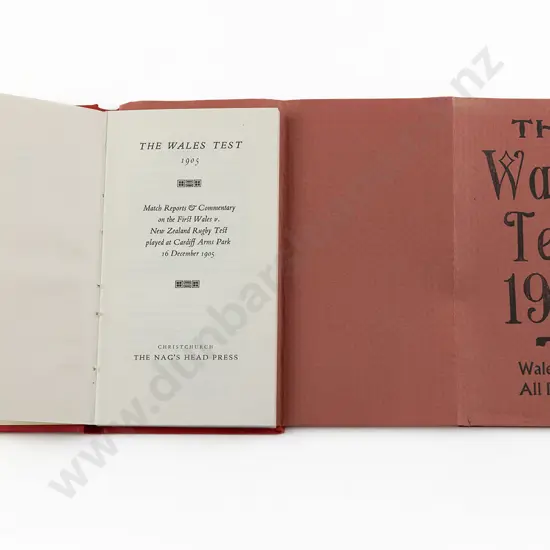 THE WALES TEST
1905
Match Reports & Commentary
on the First Wales v.
New Zealand Rugby Test
played at Cardiff Arms Park
16 December 1905
CHRISTCHURCH
THE NAG'S HEAD PRESS
Th
Wa
Te
19
Wale
All